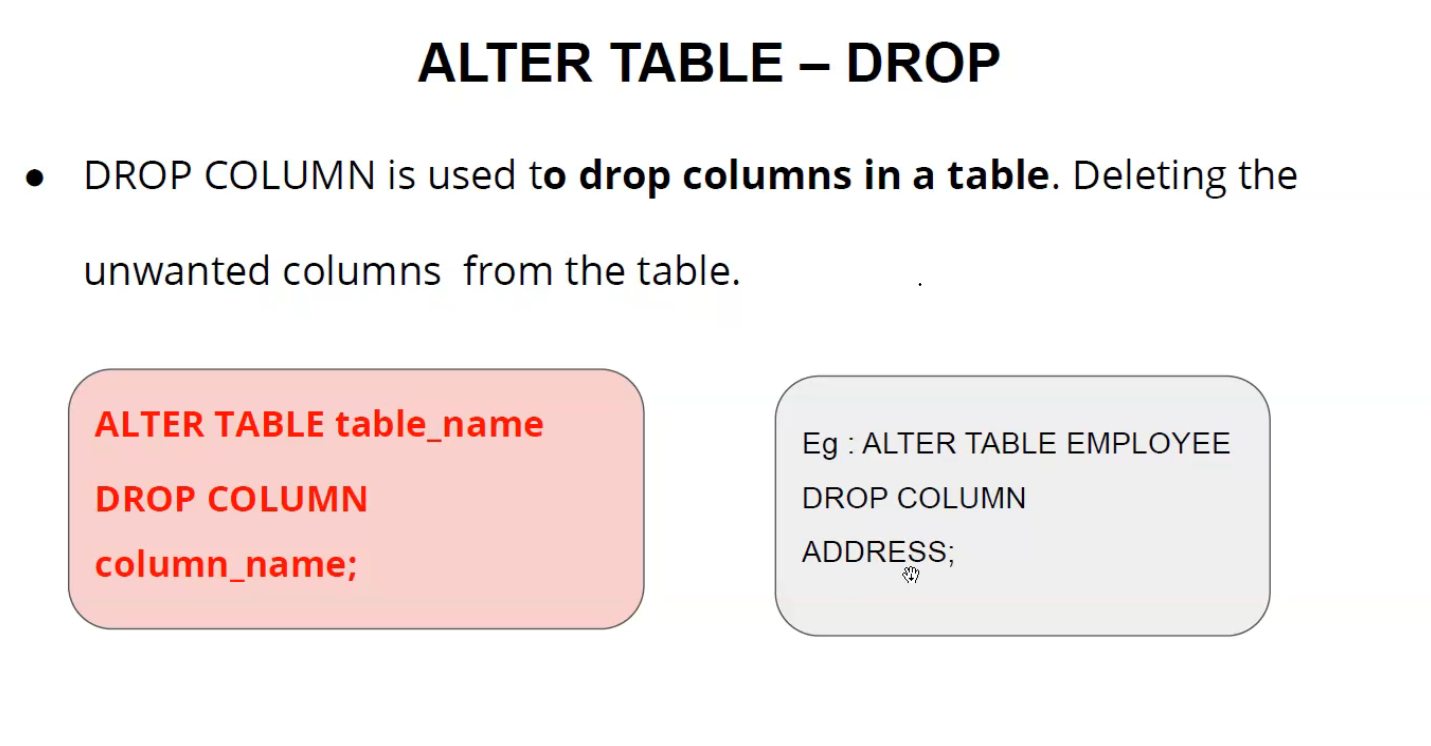 ALTER TABLE – DROP
● DROP COLUMN is used to drop columns in a table. Deleting the
unwanted columns  from the table.
ALTER TABLE table_name
DROP COLUMN
column_name;
Eg : ALTER TABLE EMPLOYEE
DROP COLUMN
ADDRESS;